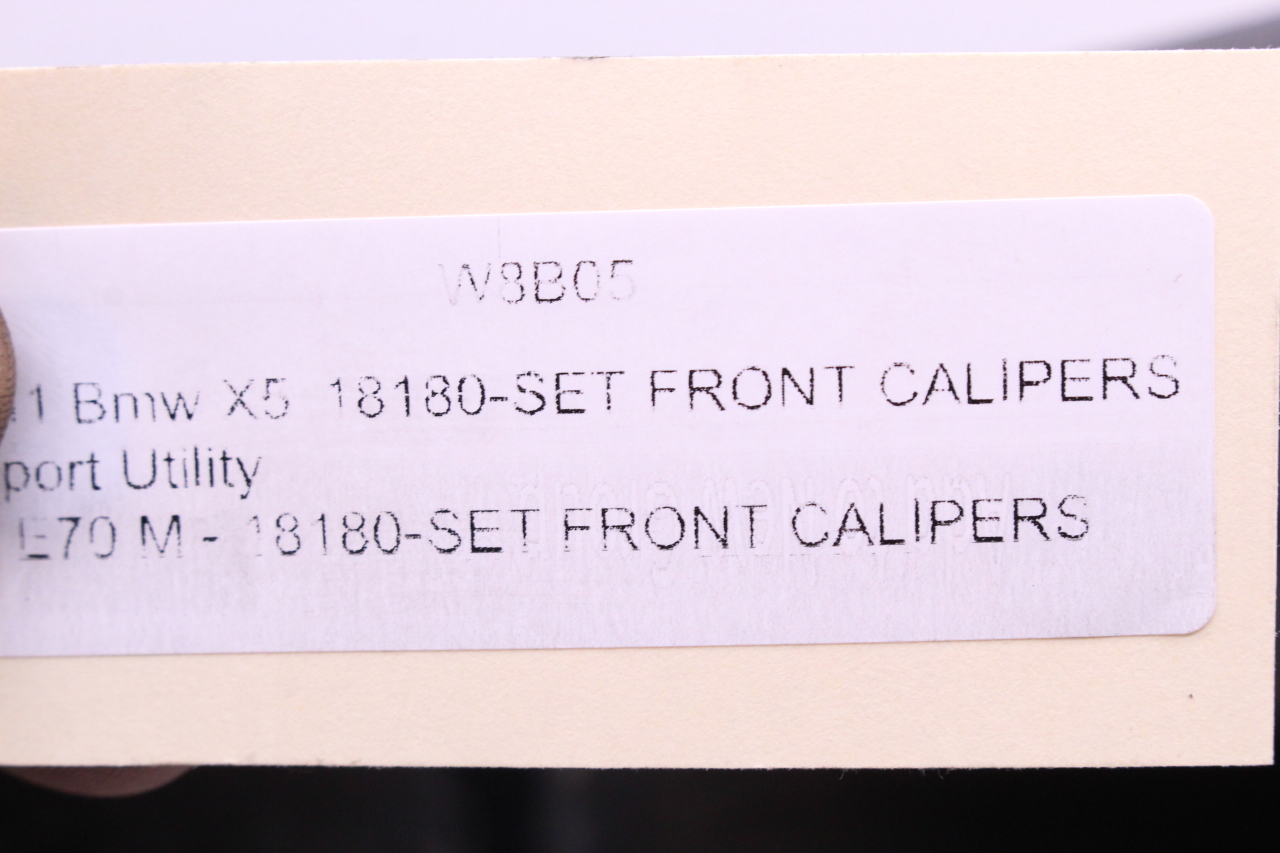 W8B05
1 Bmw X5 18180-SET FRONT CALIPERS
port Utility
E70 M - 18180-SET FRONT CALIPERS